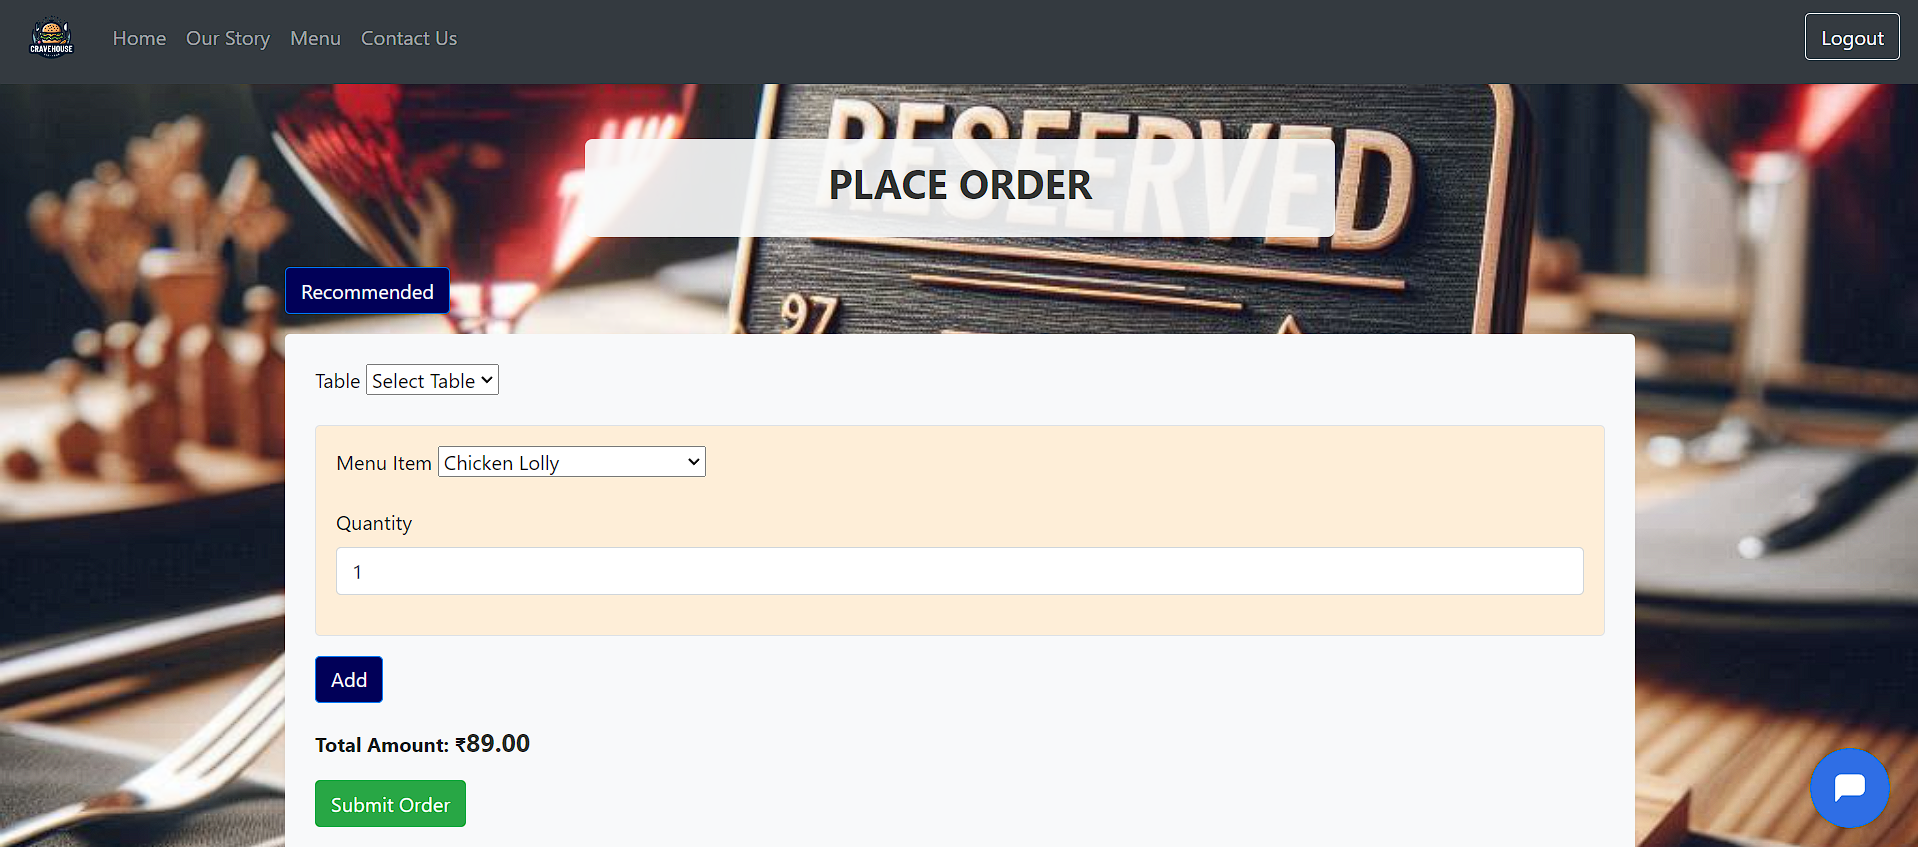 CRAVEHOUSE
Home Our Story Menu Contact Us
Logout
RESEERVED
PLACE ORDER
97
Recommended
Table Select Table
Menu Item Chicken Lolly
Quantity
1
Add
Total Amount: ₹89.00
Submit Order